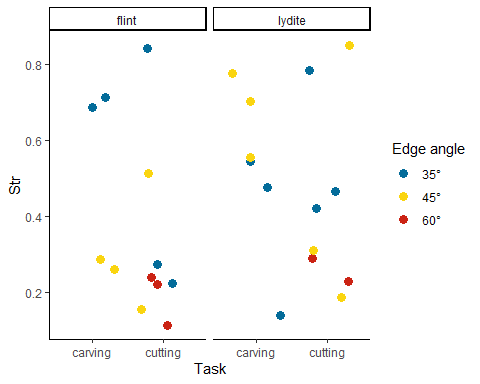 flint
lydite
Str
0.8
0.6
0.4
0.2
carving
cutting
carving
cutting
Task
Edge angle
35°
45°
60°